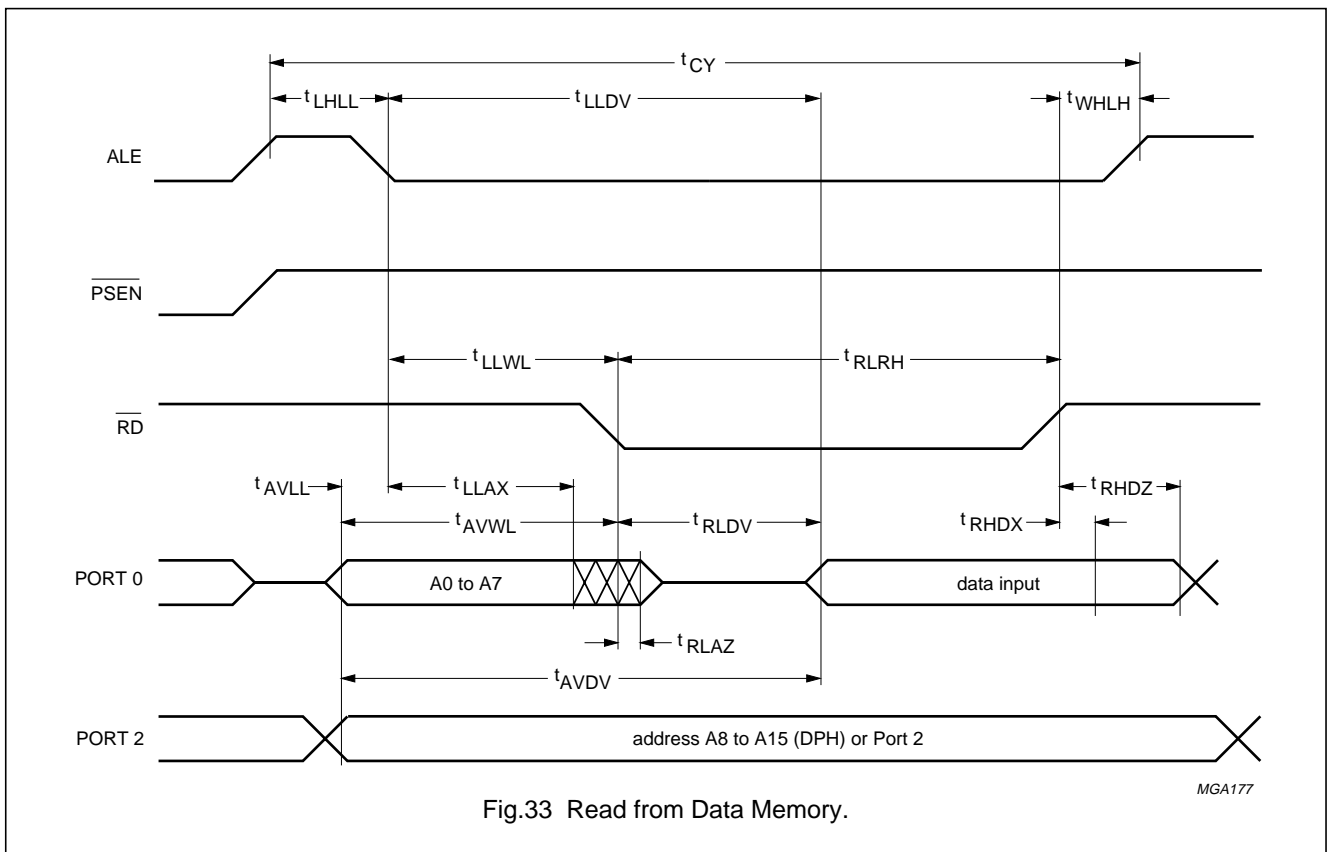 tCY
tLHLL
tLLDV
tWHLH
ALE
PSEN
tLLWL
tRLRH
RD
tAVLL
tLLAX
tRHDZ
tAVWL
tRLDV
tRHDX
PORT 0
A0 to A7
data input
tRLAZ
tAVDV
PORT 2
address A8 to A15 (DPH) or Port 2
MGA177
Fig.33 Read from Data Memory.